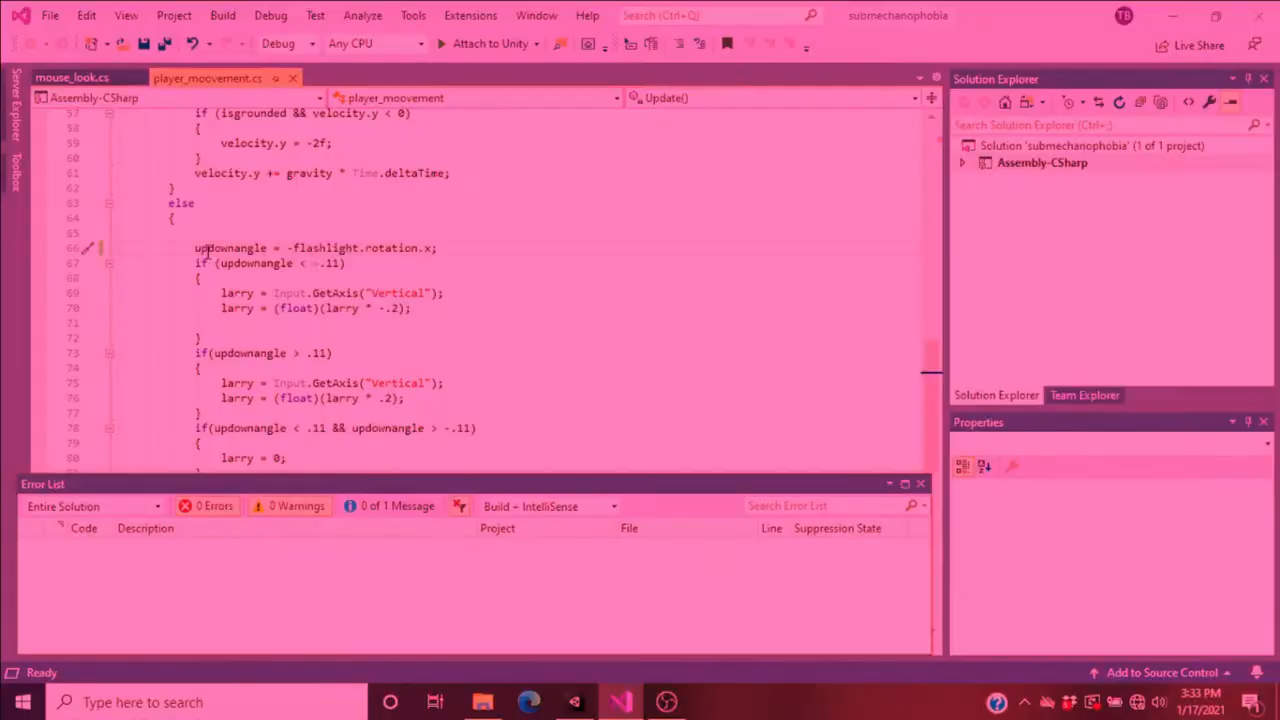 File Edit View Project Build Debug Test Analyze Tools Extensions Window Help Search (Ctrl+Q) submechanophobia TB
Debug Any CPU Attach to Unity Live Share
Server Explorer
Toolbox
mouse_look.cs player_moovement.cs
Assembly-CSharp player_moovement Update()
57 if (isgrounded && velocity.y < 0)
58 {
59 velocity.y = -2f;
60 }
61 velocity.y += gravity * Time.deltaTime;
62 }
63 else
64 {
65
66 updownangle = -flashlight.rotation.x;
67 if (updownangle < -.11)
68 {
69 larry = Input.GetAxis("Vertical");
70 larry = (float)(larry * -.2);
71
72 }
73 if(updownangle > .11)
74 {
75 larry = Input.GetAxis("Vertical");
76 larry = (float)(larry * .2);
77 }
78 if(updownangle < .11 && updownangle > -.11)
79 {
80 larry = 0;
Solution Explorer
Search Solution Explorer (Ctrl+;)
Solution 'submechanophobia' (1 of 1 project)
Assembly-CSharp
Solution Explorer Team Explorer
Properties
Error List
Entire Solution 0 Errors 0 Warnings 0 of 1 Message Build + IntelliSense Search Error List
Code Description Project File Line Suppression State
Ready Add to Source Control
Type here to search
3:33 PM
1/17/2021